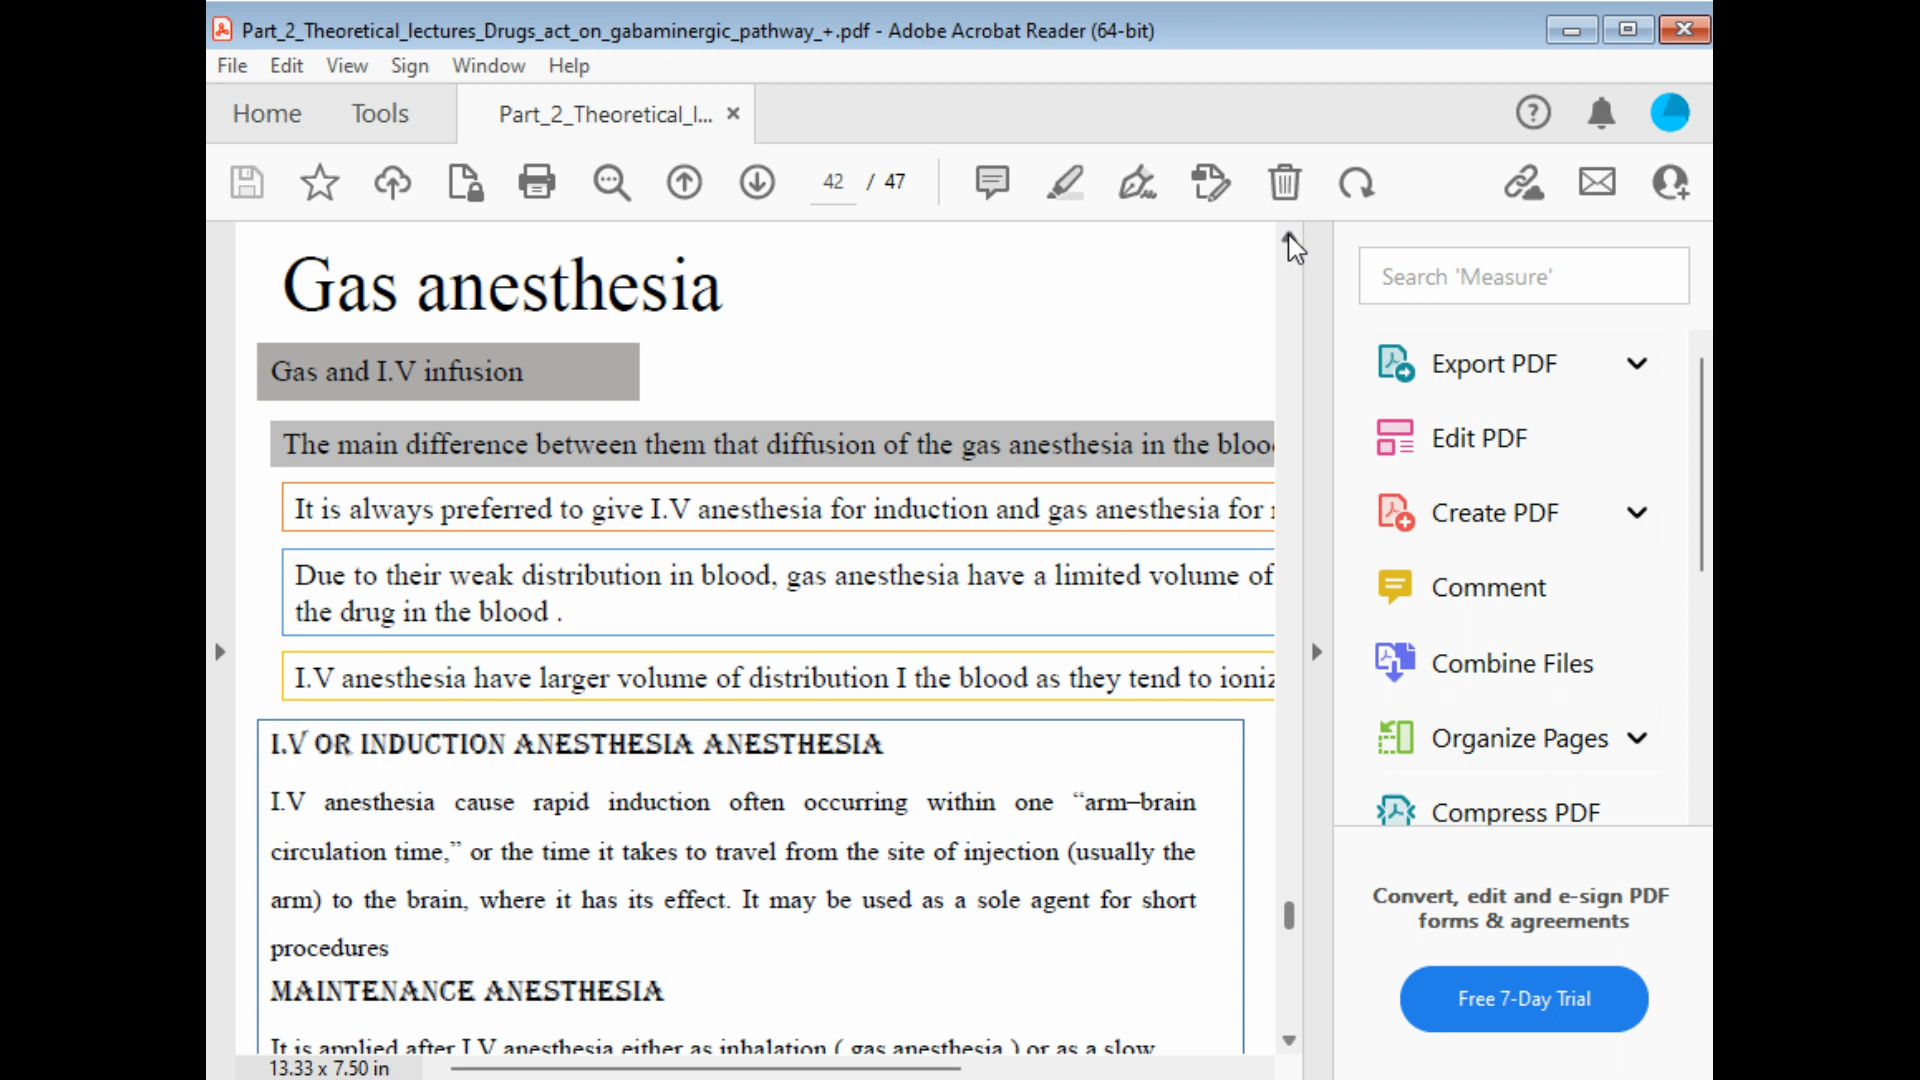 Part_2_Theoretical_lectures_Drugs_act_on_gabaminergic_pathway_+.pdf - Adobe Acrobat Reader (64-bit)
File Edit View Sign Window Help
Home Tools Part_2_Theoretical_l... ×
42 / 47
Gas anesthesia
Gas and I.V infusion
The main difference between them that diffusion of the gas anesthesia in the
It is always preferred to give I.V anesthesia for induction and gas anesthesia for
Due to their weak distribution in blood, gas anesthesia have a limited volume of
the drug in the blood .
I.V anesthesia have larger volume of distribution I the blood as they tend to
I.V OR INDUCTION ANESTHESIA ANESTHESIA
I.V anesthesia cause rapid induction often occurring within one “arm–brain
circulation time,” or the time it takes to travel from the site of injection (usually the
arm) to the brain, where it has its effect. It may be used as a sole agent for short
procedures
MAINTENANCE ANESTHESIA
It is applied after I.V anesthesia either as inhalation ( gas anesthesia ) or as a slow
13.33 x 7.50 in
Search 'Measure'
Export PDF
Edit PDF
Create PDF
Comment
Combine Files
Organize Pages
Compress PDF
Convert, edit and e-sign PDF
forms & agreements
Free 7-Day Trial